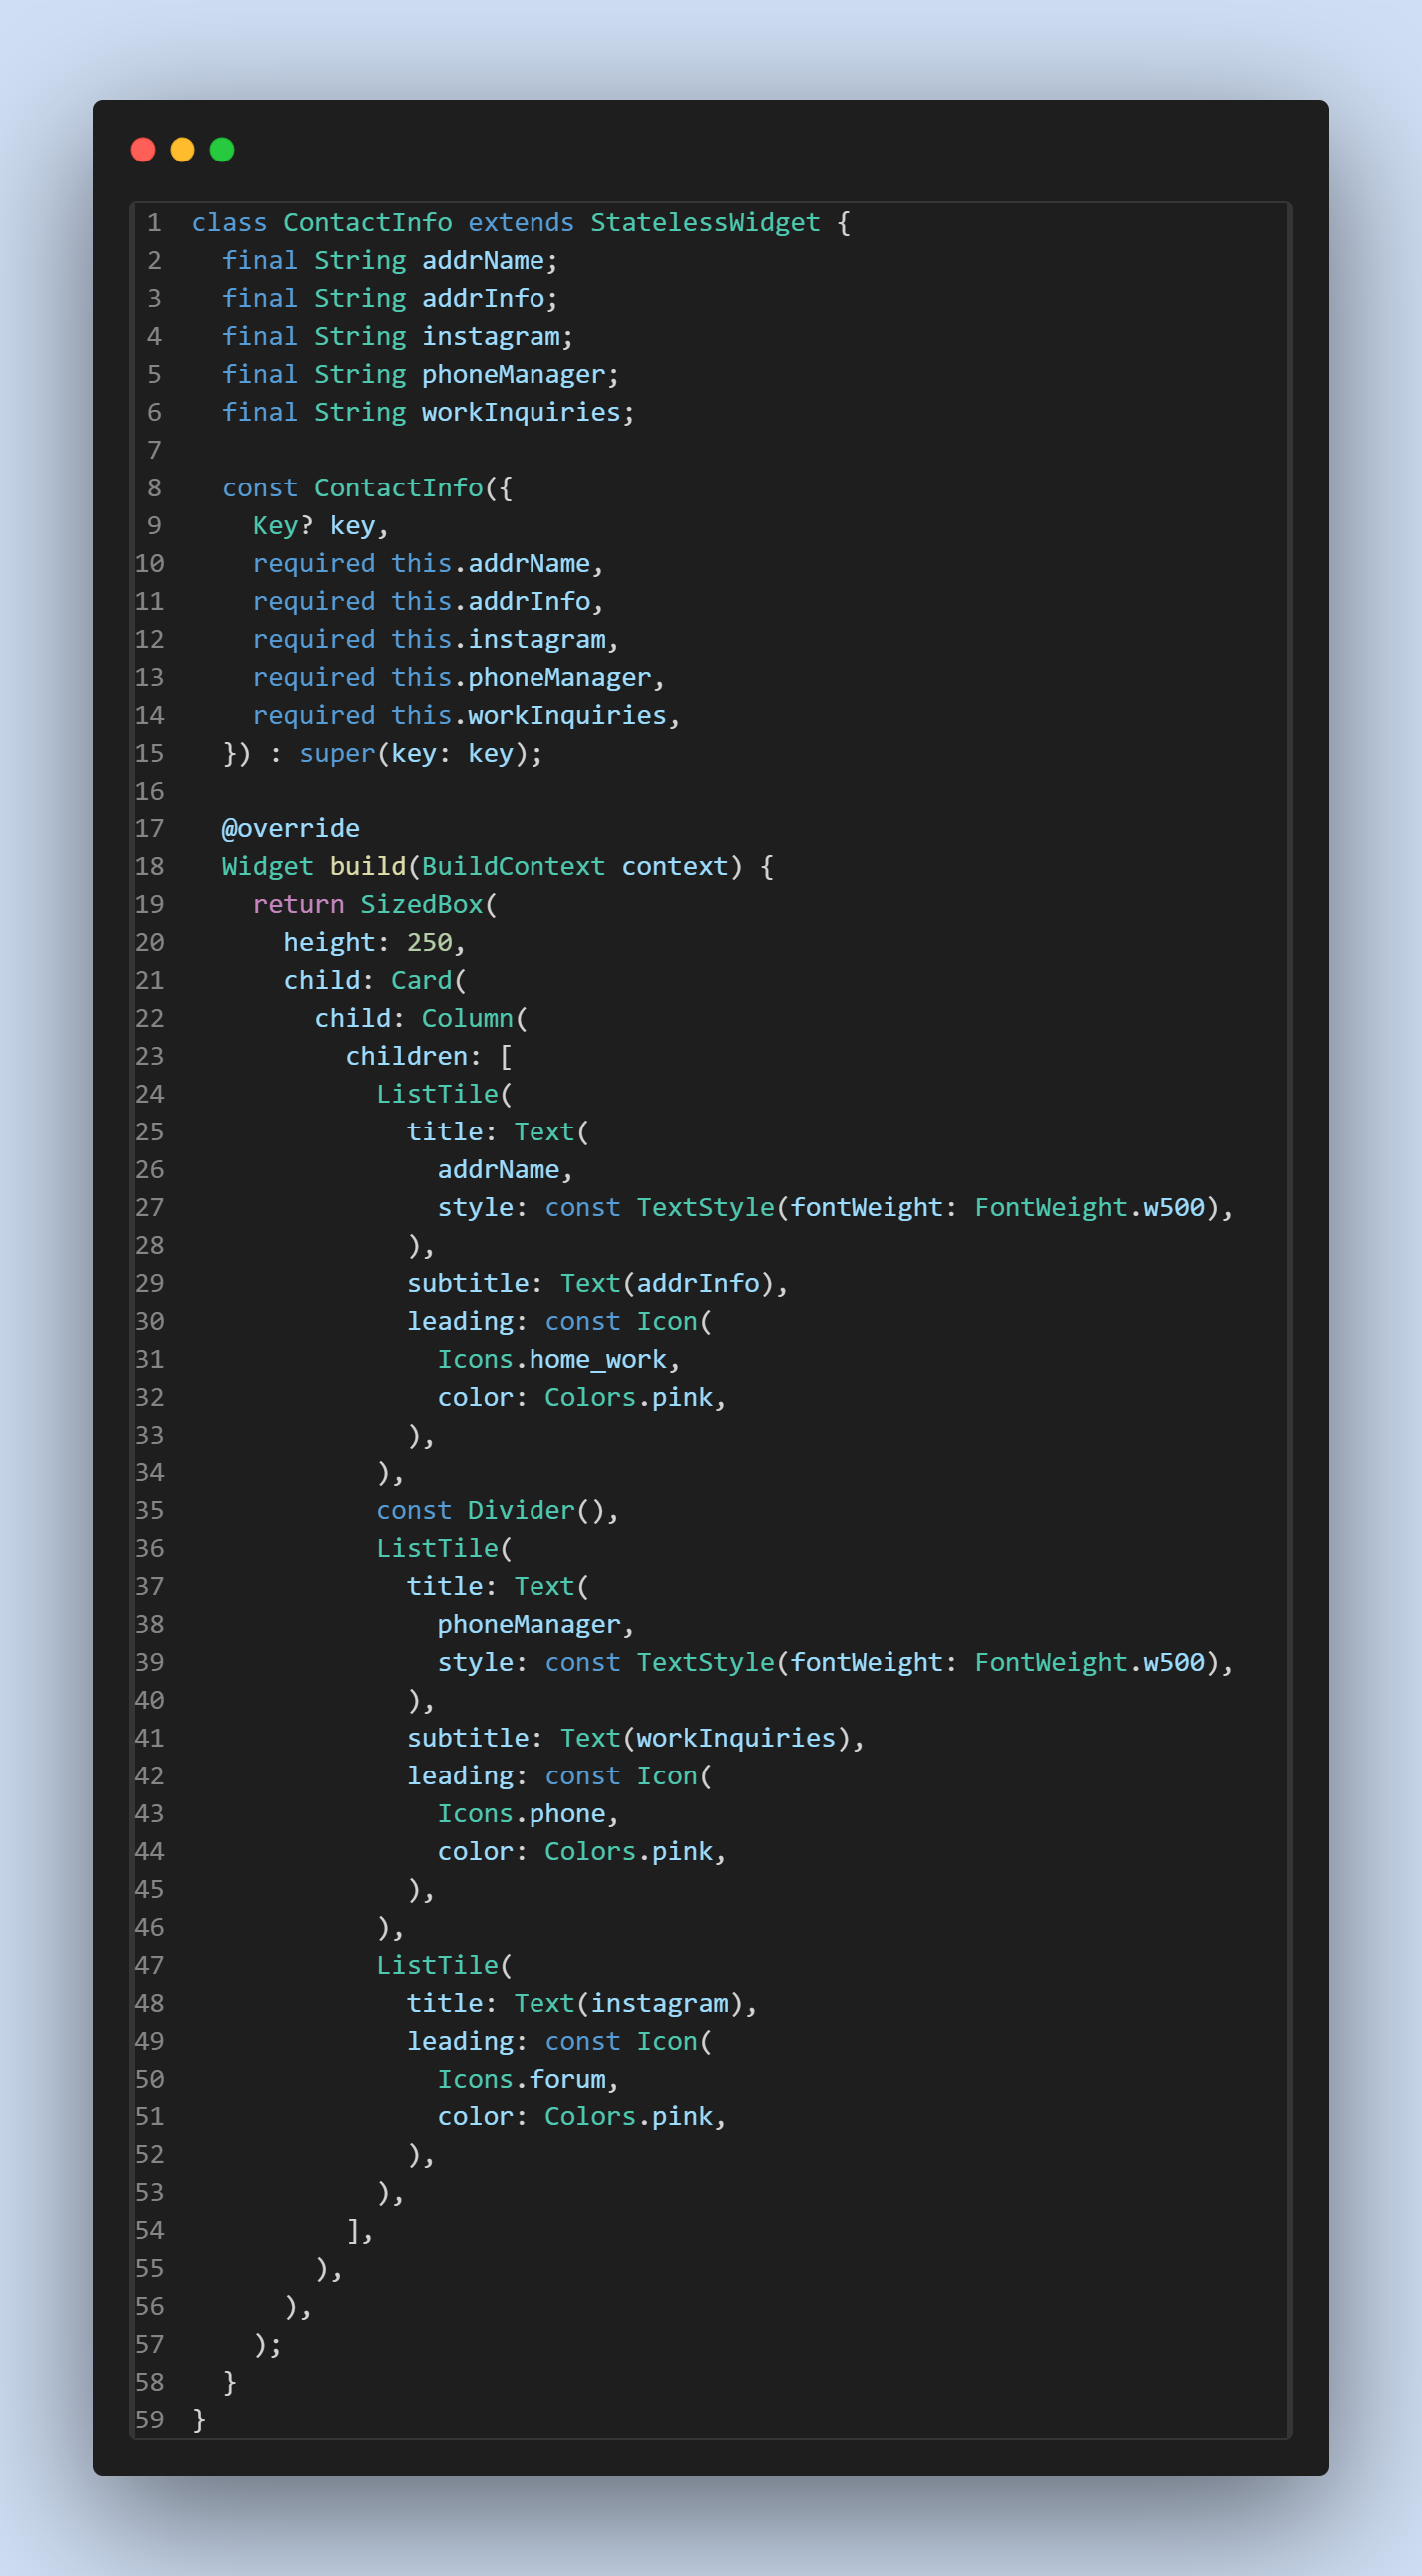 1 class ContactInfo extends StatelessWidget {
2   final String addrName;
3   final String addrInfo;
4   final String instagram;
5   final String phoneManager;
6   final String workInquiries;
7
8   const ContactInfo({
9     Key? key,
10     required this.addrName,
11     required this.addrInfo,
12     required this.instagram,
13     required this.phoneManager,
14     required this.workInquiries,
15   }) : super(key: key);
16
17   @override
18   Widget build(BuildContext context) {
19     return SizedBox(
20       height: 250,
21       child: Card(
22         child: Column(
23           children: [
24             ListTile(
25               title: Text(
26                 addrName,
27                 style: const TextStyle(fontWeight: FontWeight.w500),
28               ),
29               subtitle: Text(addrInfo),
30               leading: const Icon(
31                 Icons.home_work,
32                 color: Colors.pink,
33               ),
34             ),
35             const Divider(),
36             ListTile(
37               title: Text(
38                 phoneManager,
39                 style: const TextStyle(fontWeight: FontWeight.w500),
40               ),
41               subtitle: Text(workInquiries),
42               leading: const Icon(
43                 Icons.phone,
44                 color: Colors.pink,
45               ),
46             ),
47             ListTile(
48               title: Text(instagram),
49               leading: const Icon(
50                 Icons.forum,
51                 color: Colors.pink,
52               ),
53             ),
54           ],
55         ),
56       ),
57     );
58   }
59 }